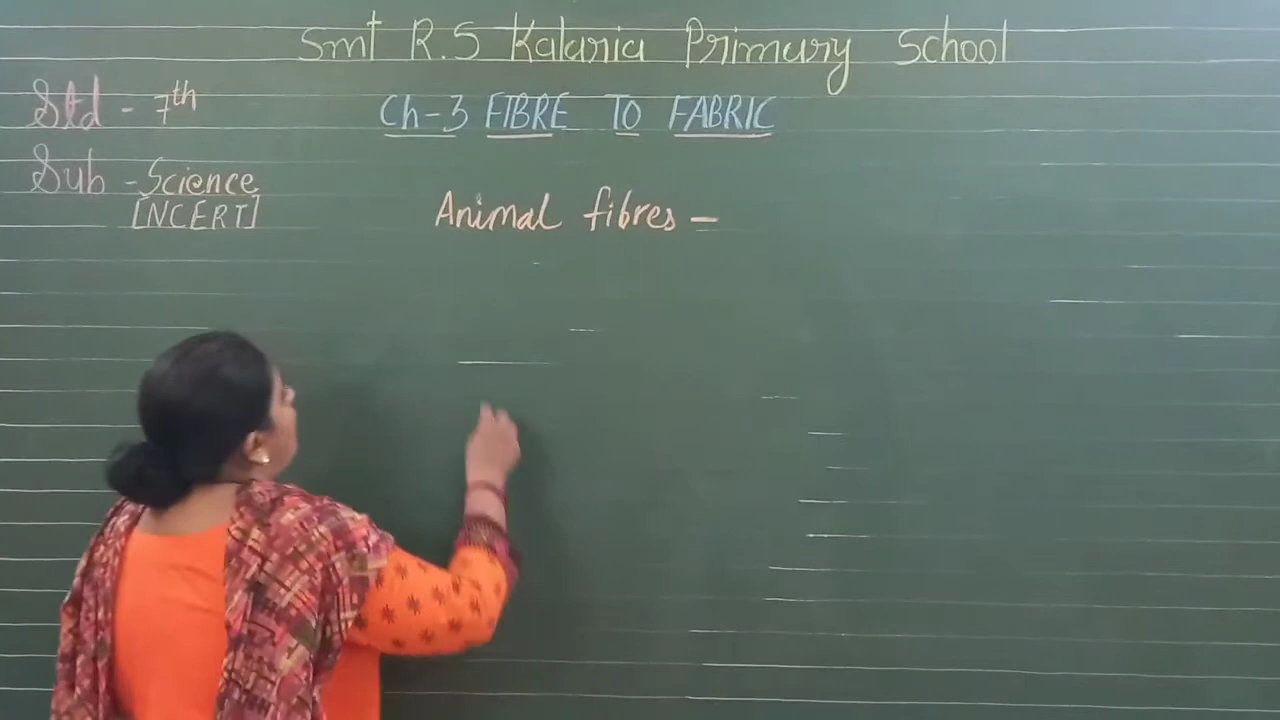 Smt R.S Kalaria Primary School
Std - 7th
Ch-3 FIBRE TO FABRIC
Sub - Science
[NCERT]
Animal fibres -